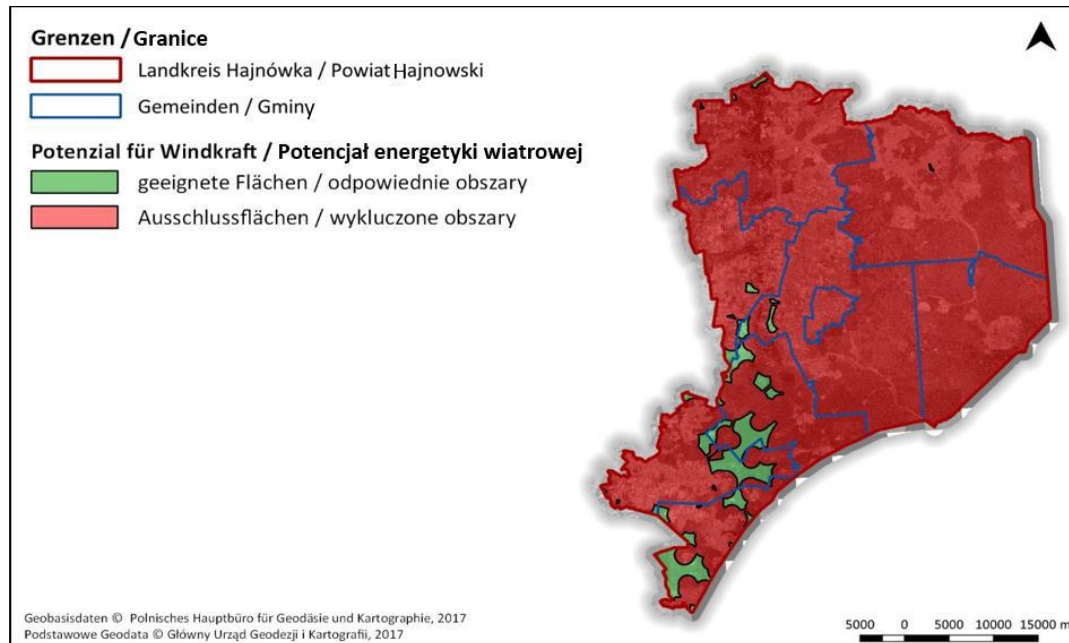 Grenzen / Granice
Landkreis Hajnówka / Powiat Hajnowski
Gemeinden / Gminy
Potenzial für Windkraft / Potencjał energetyki wiatrowej
geeignete Flächen / odpowiednie obszary
Ausschlussflächen / wykluczone obszary
Geobasisdaten © Polnisches Hauptbüro für Geodäsie und Kartographie, 2017
Podstawowe Geodata © Główny Urząd Geodezji i Kartografii, 2017
5000 0 5000 10000 15000 m